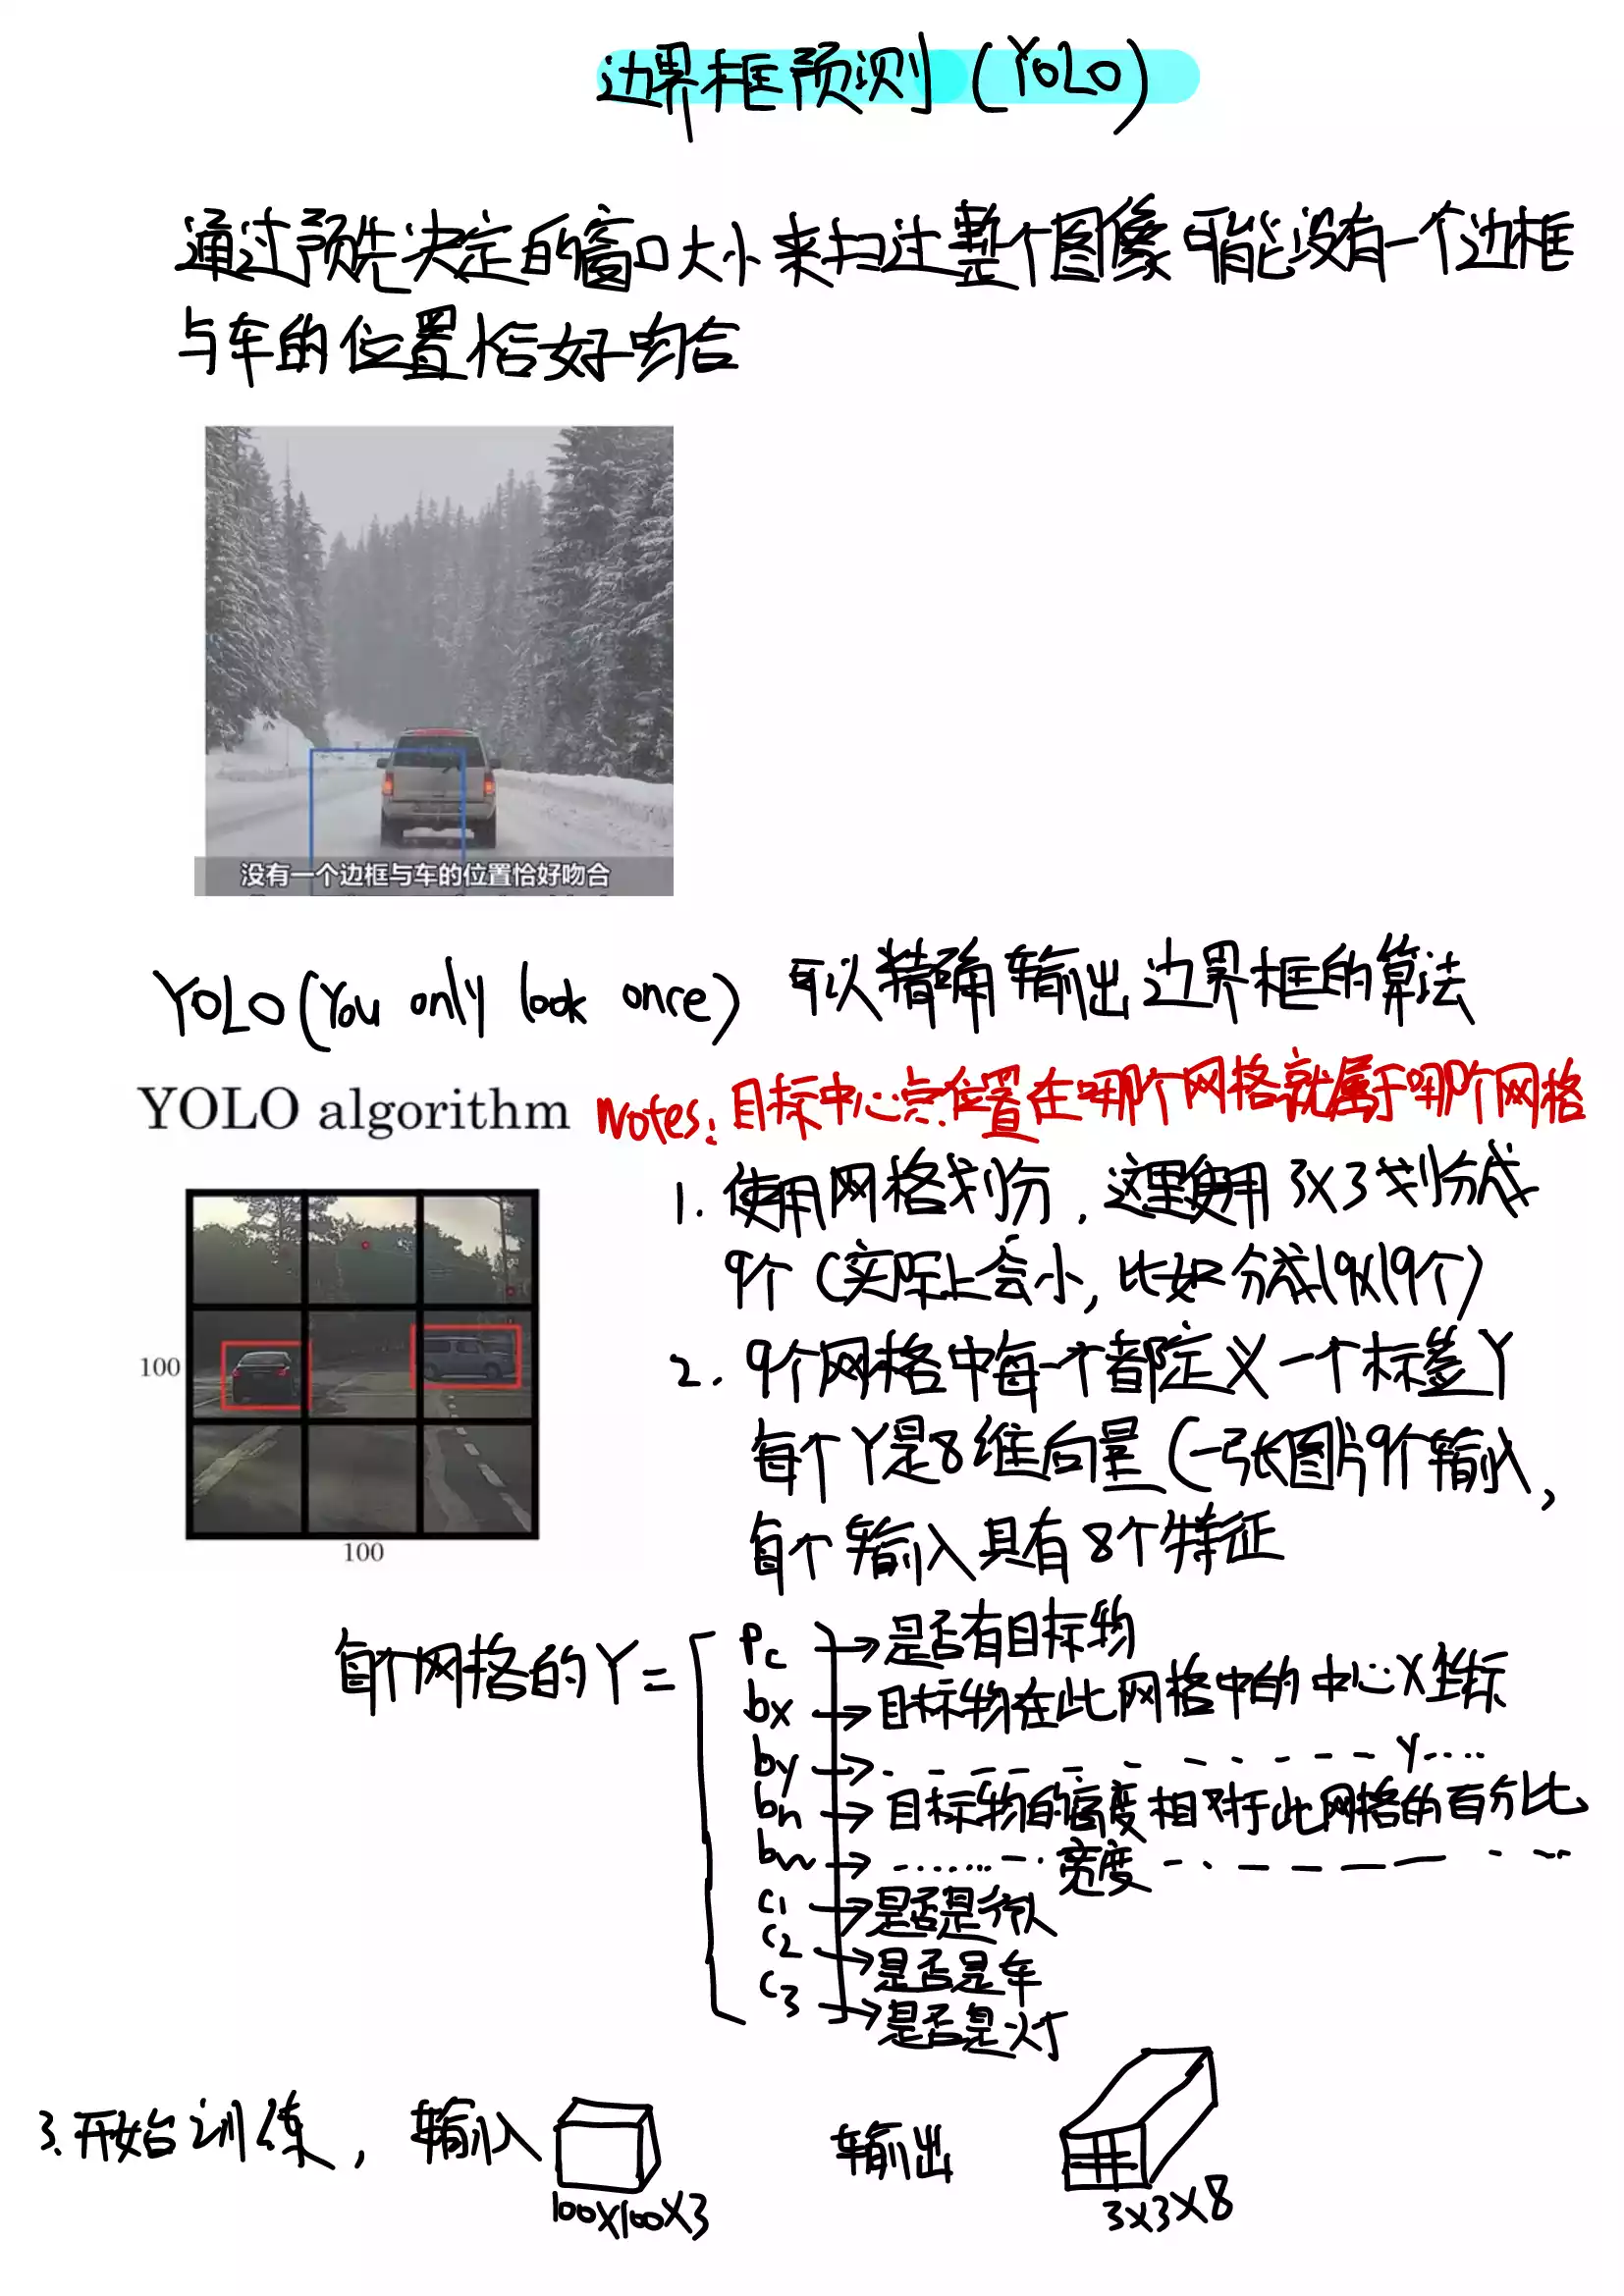 边界框预测(YOLO)
通过预先决定的窗口大小来扫过整个图像可能没有一个边框
与车的位置恰好吻合
没有一个边框与车的位置恰好吻合
YOLO(You only look once) 可以精确输出边界框的算法
YOLO algorithm
Notes: 目标中心点位置在哪个网格就属于哪个网格
1. 使用网格划分,这里使用3X3划分成
9个(实际上会小,比如分成19X19个)
2. 9个网格中每一个都定义一个标签Y
每个Y是8维向量(一张图片9个输入,
每个输入具有8个特征
100
100
每个网格的Y=
Pc → 是否有目标物
bx → 目标物在此网格中的中心X坐标
by → - - - - - - - - - Y.....
bh → 目标物的高度相对于此网格的百分比
bw → ......-.宽度 - - - - - - -
C1 → 是否是行人
C2 → 是否是车
C3 → 是否是灯
3.开始训练,输入 输出
100X100X3 3X3X8